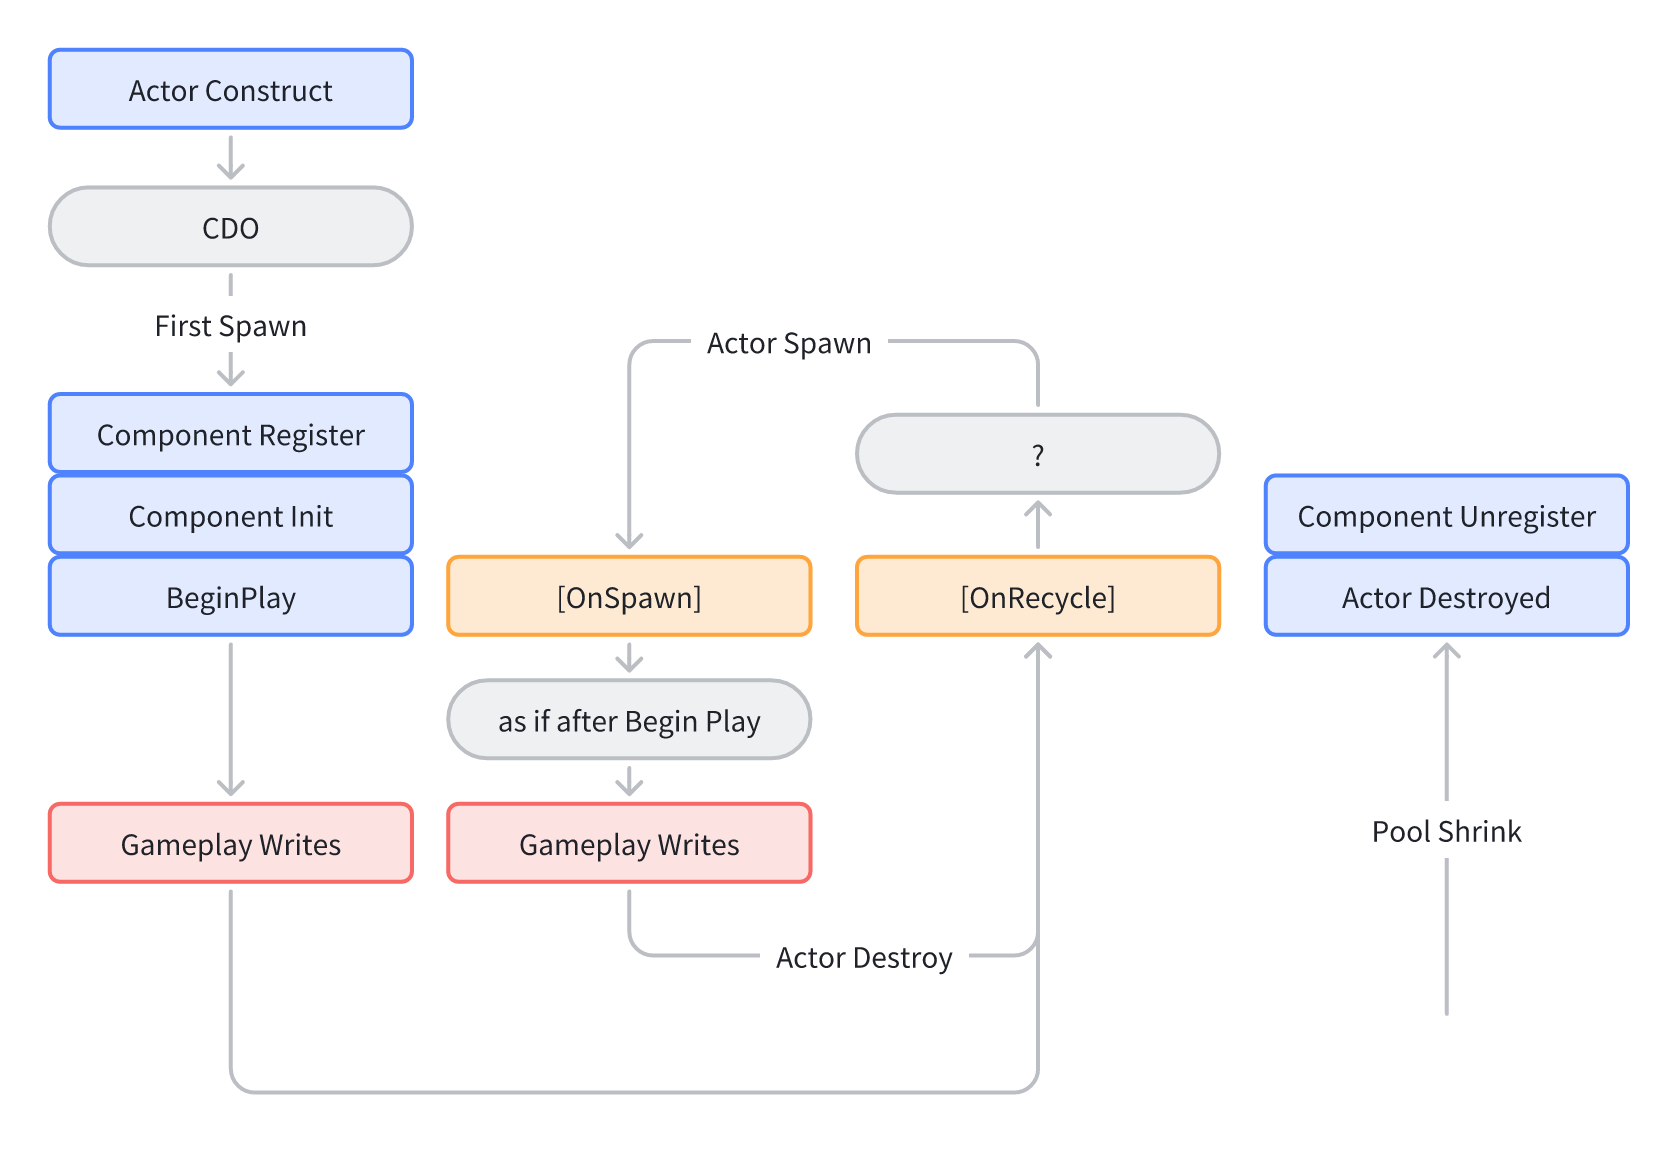 Actor Construct
CDO
First Spawn
Component Register
Component Init
BeginPlay
Gameplay Writes
Actor Spawn
[OnSpawn]
as if after Begin Play
Gameplay Writes
Actor Destroy
?
[OnRecycle]
Component Unregister
Actor Destroyed
Pool Shrink